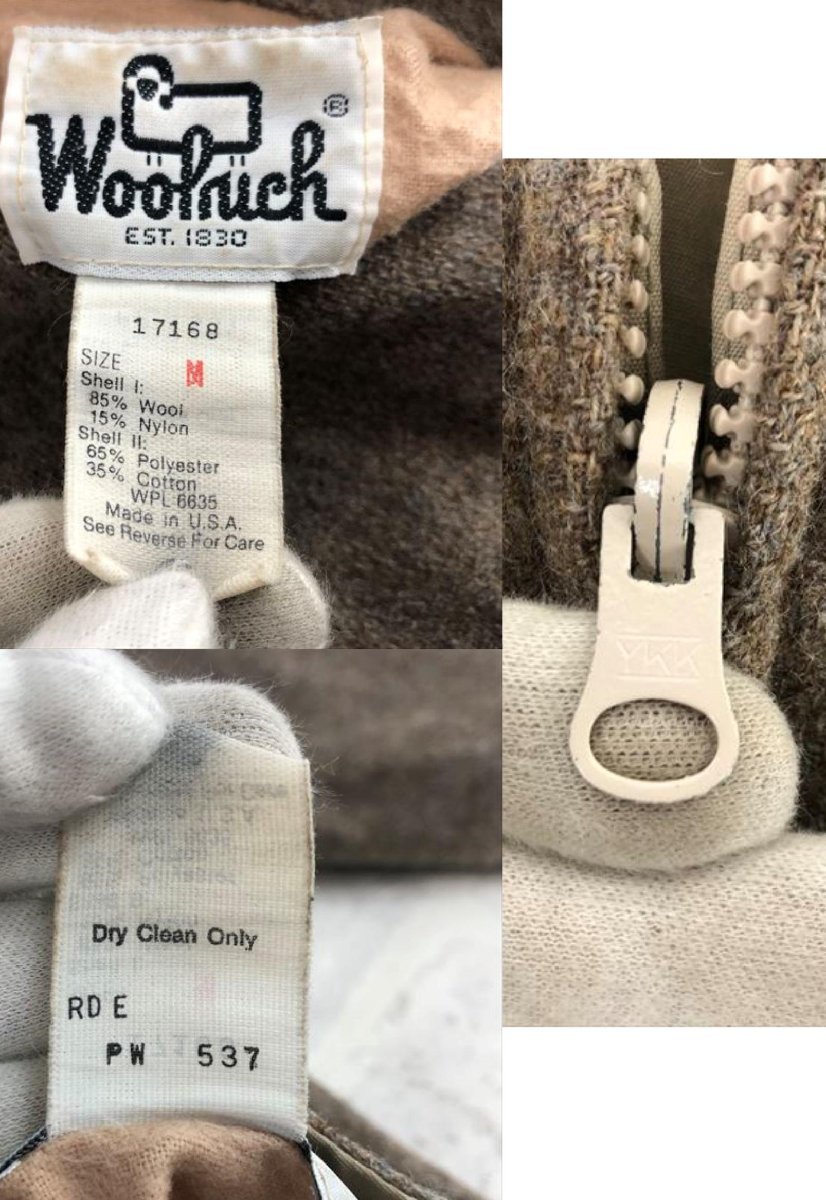 Woolrich
®
EST. 1830
17168
SIZE M
Shell I:
85% Wool
15% Nylon
Shell II:
65% Polyester
35% Cotton
WPL 6635
Made in U.S.A.
See Reverse For Care
Dry Clean Only
RD E
PW 537
YKK